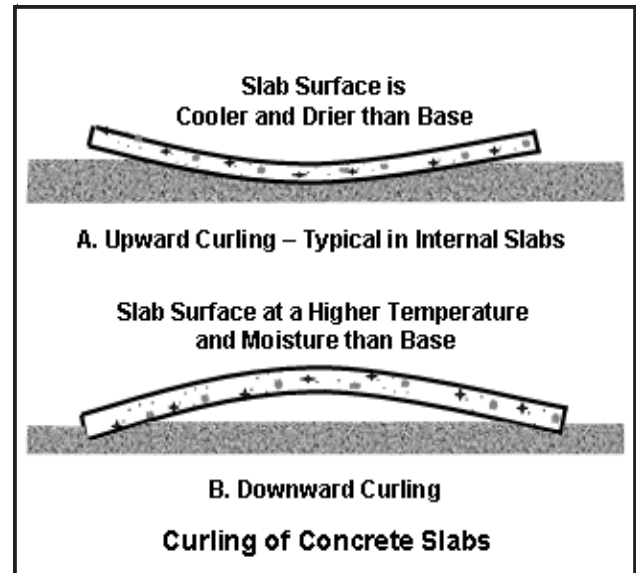 Slab Surface is
Cooler and Drier than Base
A. Upward Curling – Typical in Internal Slabs
Slab Surface at a Higher Temperature
and Moisture than Base
B. Downward Curling
Curling of Concrete Slabs